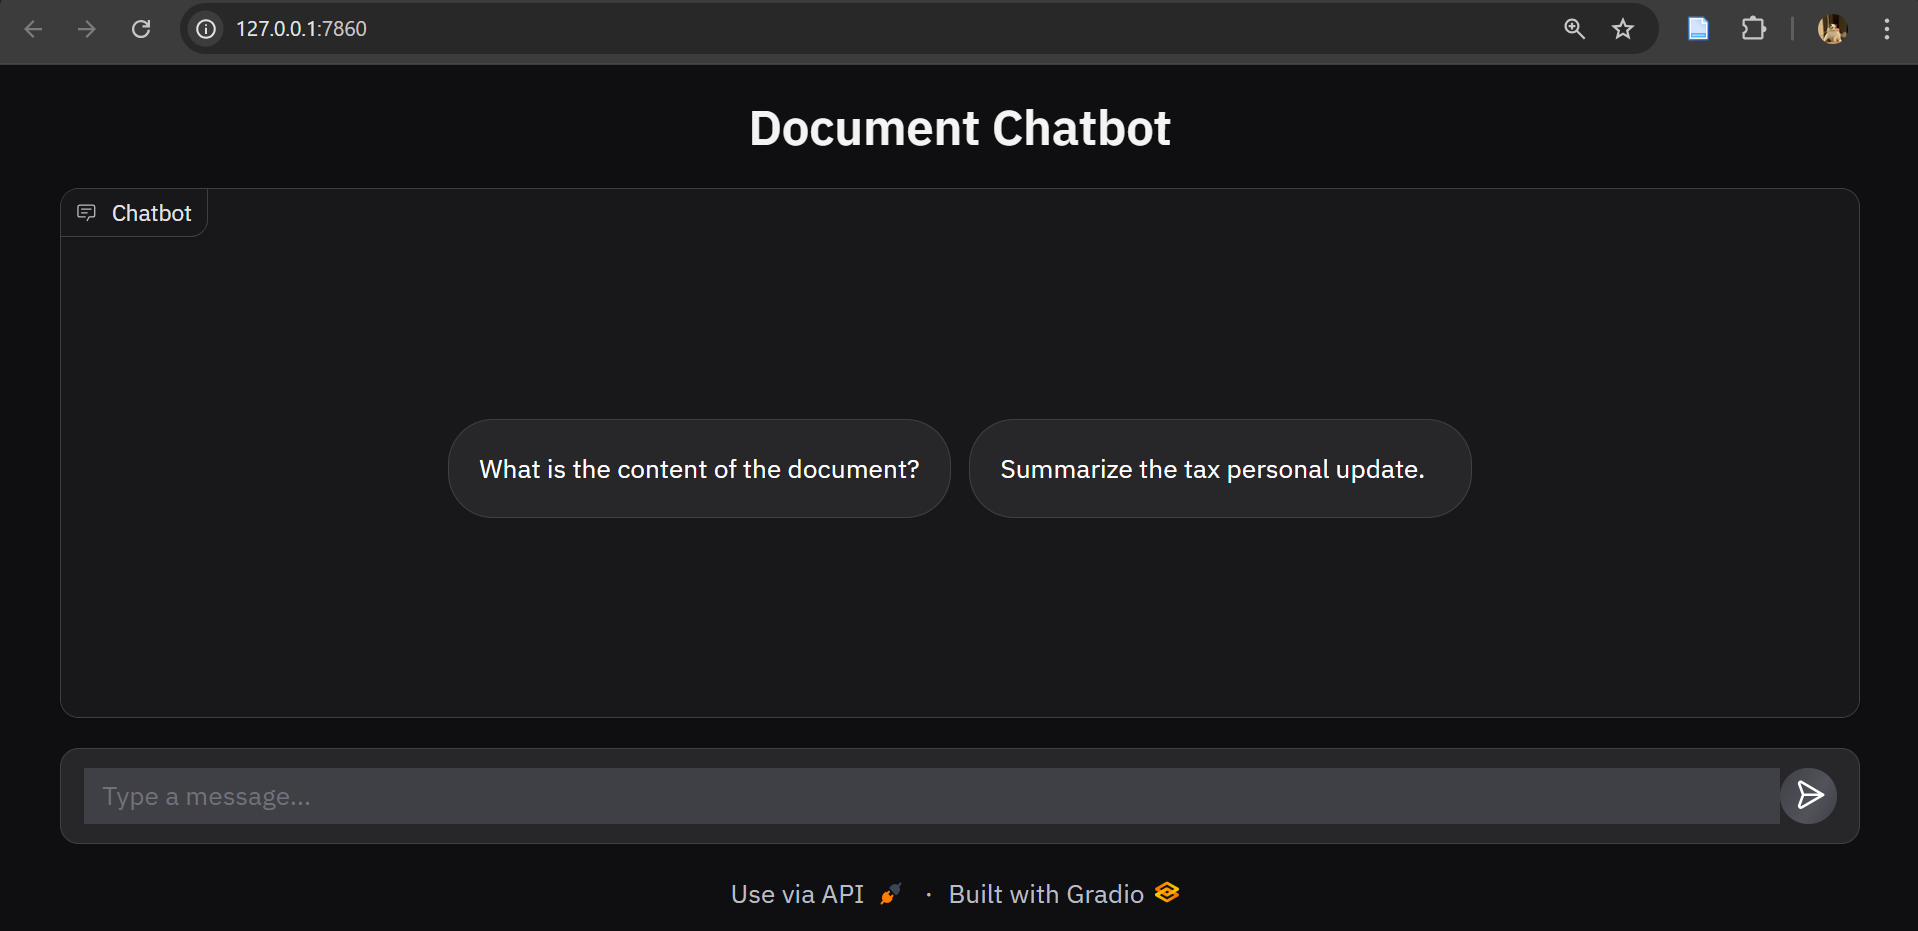 127.0.0.1:7860
Document Chatbot
Chatbot
What is the content of the document?
Summarize the tax personal update.
Type a message...
Use via API · Built with Gradio